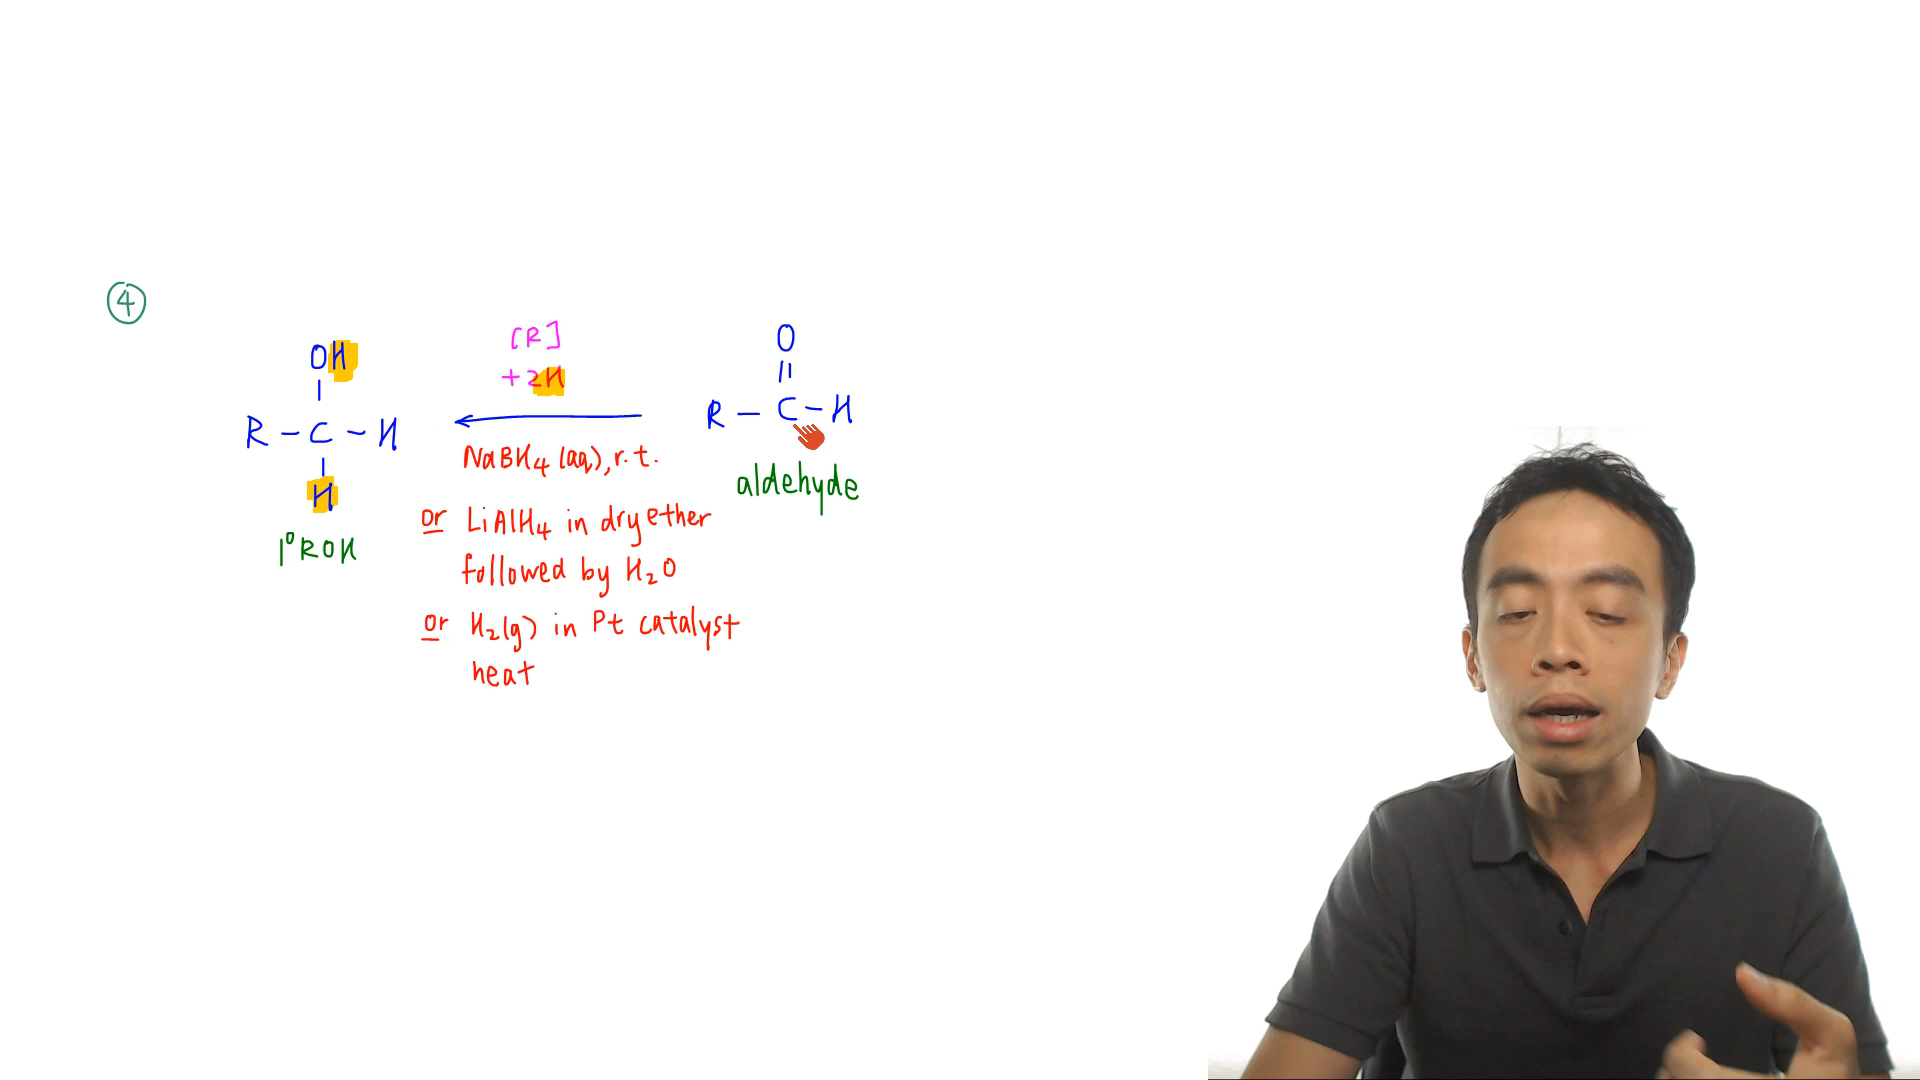 ④
OH
|
R – C – H
|
H
1° ROH
[R]
+ 2H
NaBH4 (aq), r.t.
or LiAlH4 in dry ether
followed by H2O
or H2(g) in Pt catalyst
heat
O
||
R – C – H
aldehyde